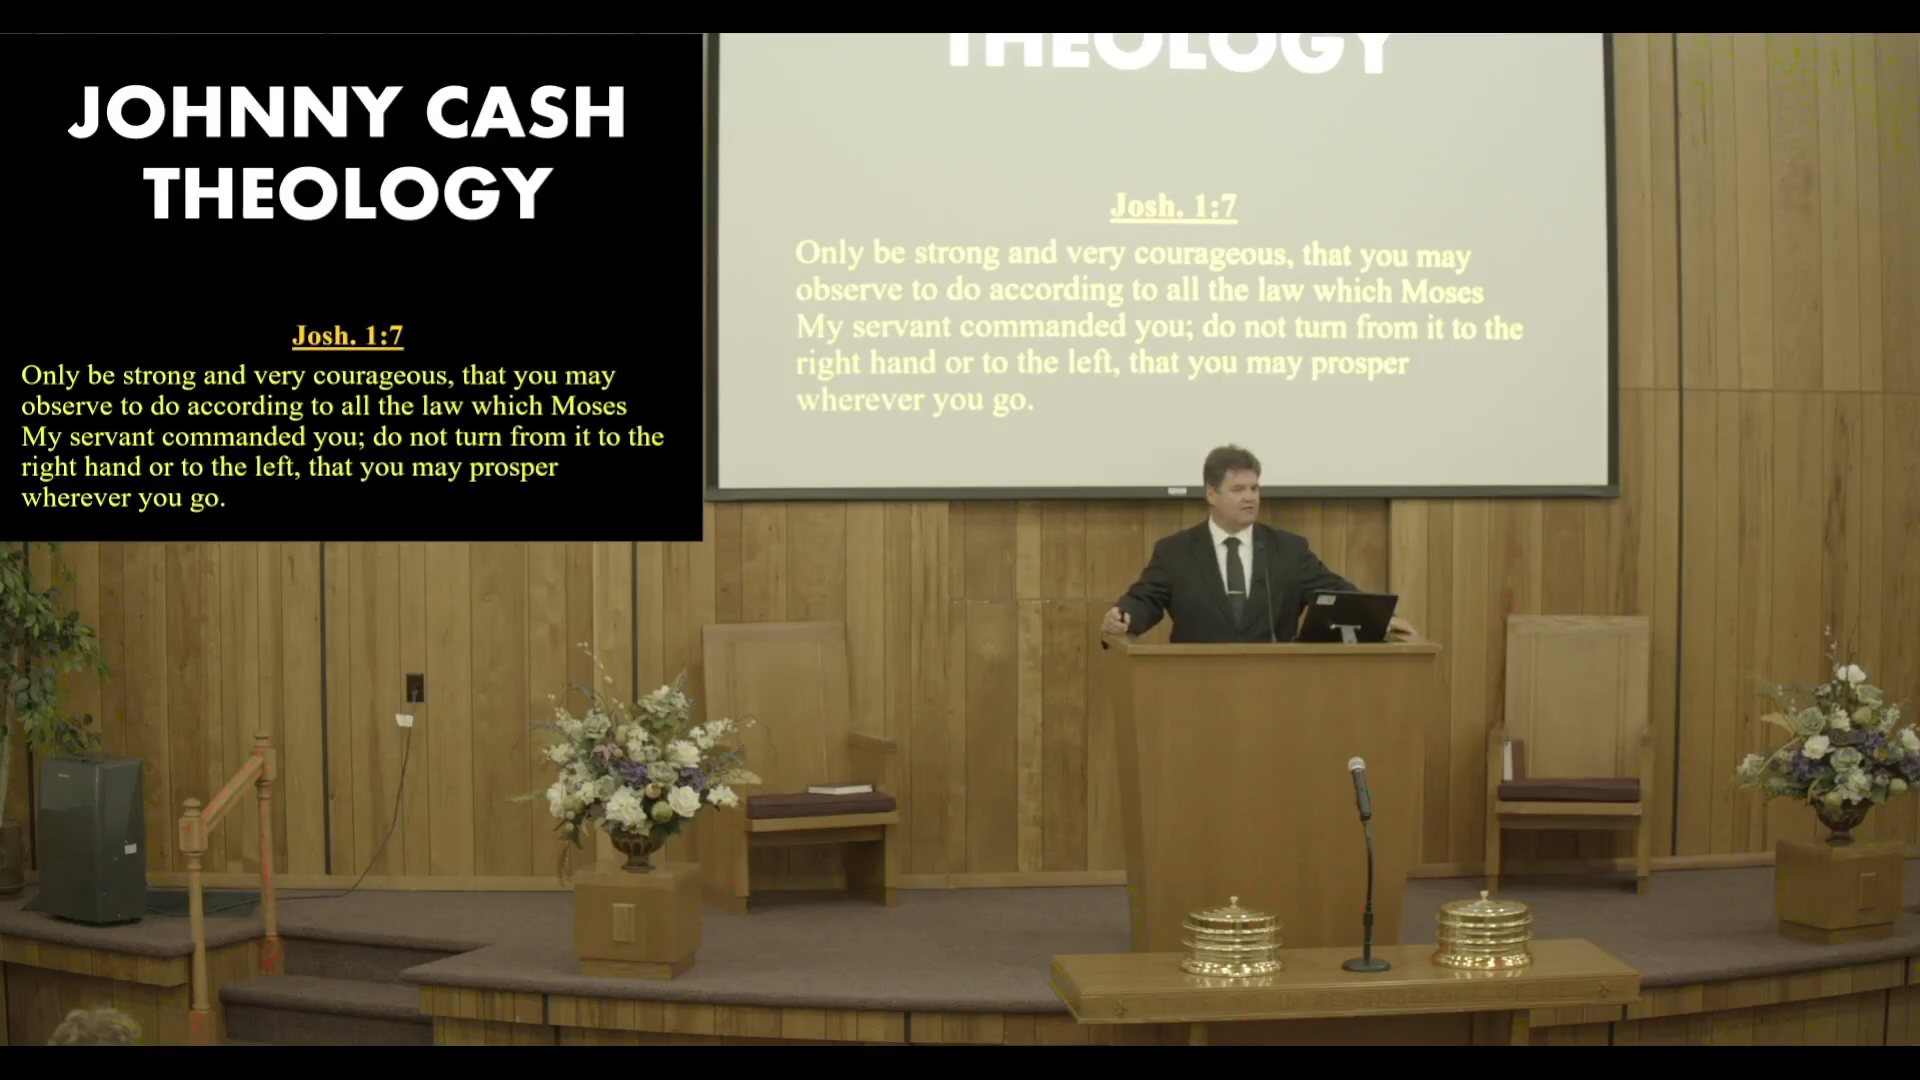 JOHNNY CASH
THEOLOGY
Josh. 1:7
Only be strong and very courageous, that you may
observe to do according to all the law which Moses
My servant commanded you; do not turn from it to the
right hand or to the left, that you may prosper
wherever you go.
THEOLOGY
Josh. 1:7
Only be strong and very courageous, that you may
observe to do according to all the law which Moses
My servant commanded you; do not turn from it to the
right hand or to the left, that you may prosper
wherever you go.
IN REMEMBRANCE OF ME